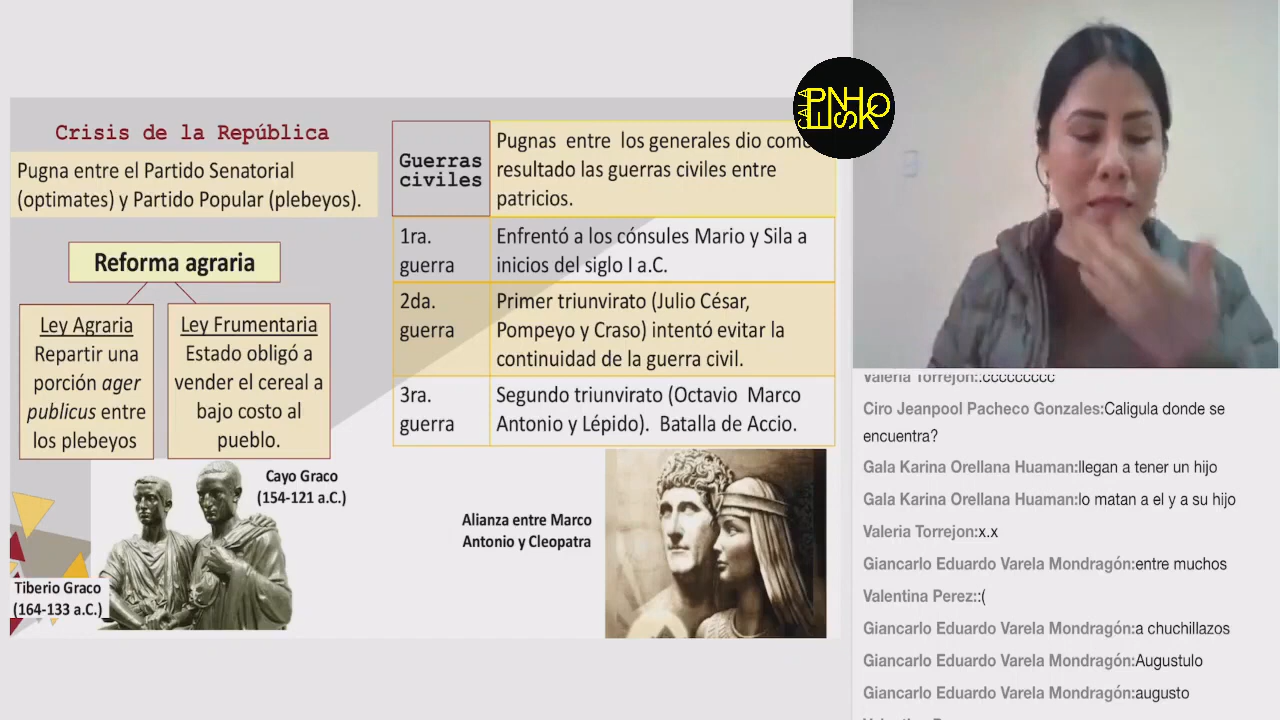 Crisis de la República
Pugna entre el Partido Senatorial
(optimates) y Partido Popular (plebeyos).
Reforma agraria
Ley Agraria
Repartir una
porción ager
publicus entre
los plebeyos
Ley Frumentaria
Estado obligó a
vender el cereal a
bajo costo al
pueblo.
Cayo Graco
(154-121 a.C.)
Tiberio Graco
(164-133 a.C.)
Guerras
civiles
Pugnas entre los generales dio como
resultado las guerras civiles entre
patricios.
1ra.
guerra
Enfrentó a los cónsules Mario y Sila a
inicios del siglo I a.C.
2da.
guerra
Primer triunvirato (Julio César,
Pompeyo y Craso) intentó evitar la
continuidad de la guerra civil.
3ra.
guerra
Segundo triunvirato (Octavio Marco
Antonio y Lépido). Batalla de Accio.
Alianza entre Marco
Antonio y Cleopatra
Valeria Torrejon:.ccccccccc
Ciro Jeanpool Pacheco Gonzales:Caligula donde se
encuentra?
Gala Karina Orellana Huaman:llegan a tener un hijo
Gala Karina Orellana Huaman:lo matan a el y a su hijo
Valeria Torrejon:x.x
Giancarlo Eduardo Varela Mondragón:entre muchos
Valentina Perez::(
Giancarlo Eduardo Varela Mondragón:a chuchillazos
Giancarlo Eduardo Varela Mondragón:Augustulo
Giancarlo Eduardo Varela Mondragón:augusto